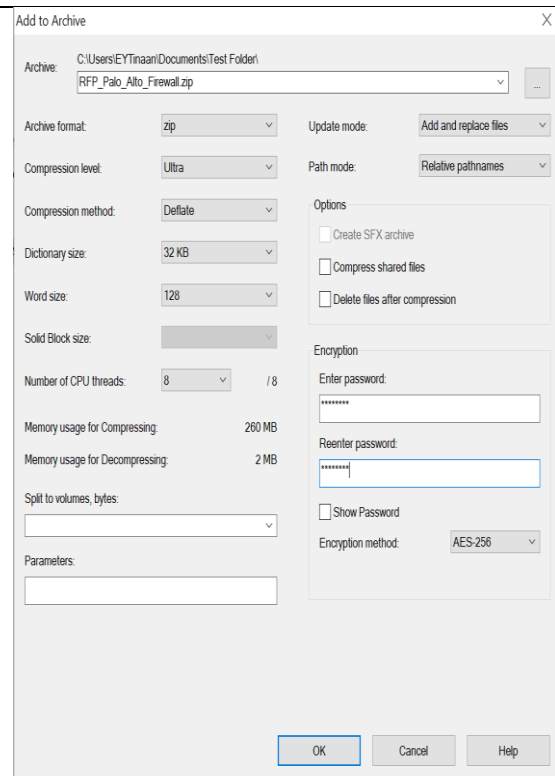 Add to Archive
X
Archive:
C:\Users\EYTinaan\Documents\Test Folder\
RFP_Palo_Alto_Firewall.zip
...
Archive format:
zip
Compression level:
Ultra
Compression method:
Deflate
Dictionary size:
32 KB
Word size:
128
Solid Block size:
Number of CPU threads:
8
/ 8
Memory usage for Compressing:
260 MB
Memory usage for Decompressing:
2 MB
Split to volumes, bytes:
Parameters:
Update mode:
Add and replace files
Path mode:
Relative pathnames
Options
Create SFX archive
Compress shared files
Delete files after compression
Encryption
Enter password:
********
Reenter password:
********
Show Password
Encryption method:
AES-256
OK
Cancel
Help